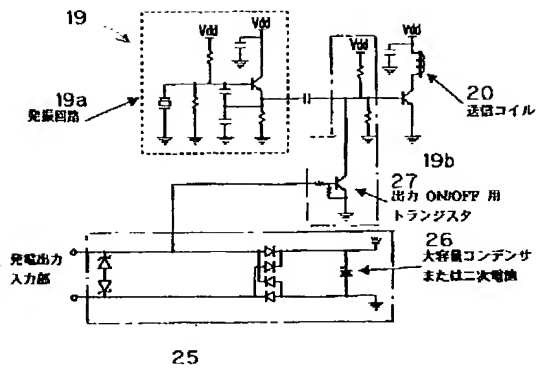 19
Vdd
Vdd
Vdd
Vdd
19a
発振回路
20
送信コイル
19b
27
出力 ON/OFF 用
トランジスタ
発電出力
入力部
26
大容量コンデンサ
または二次電池
25